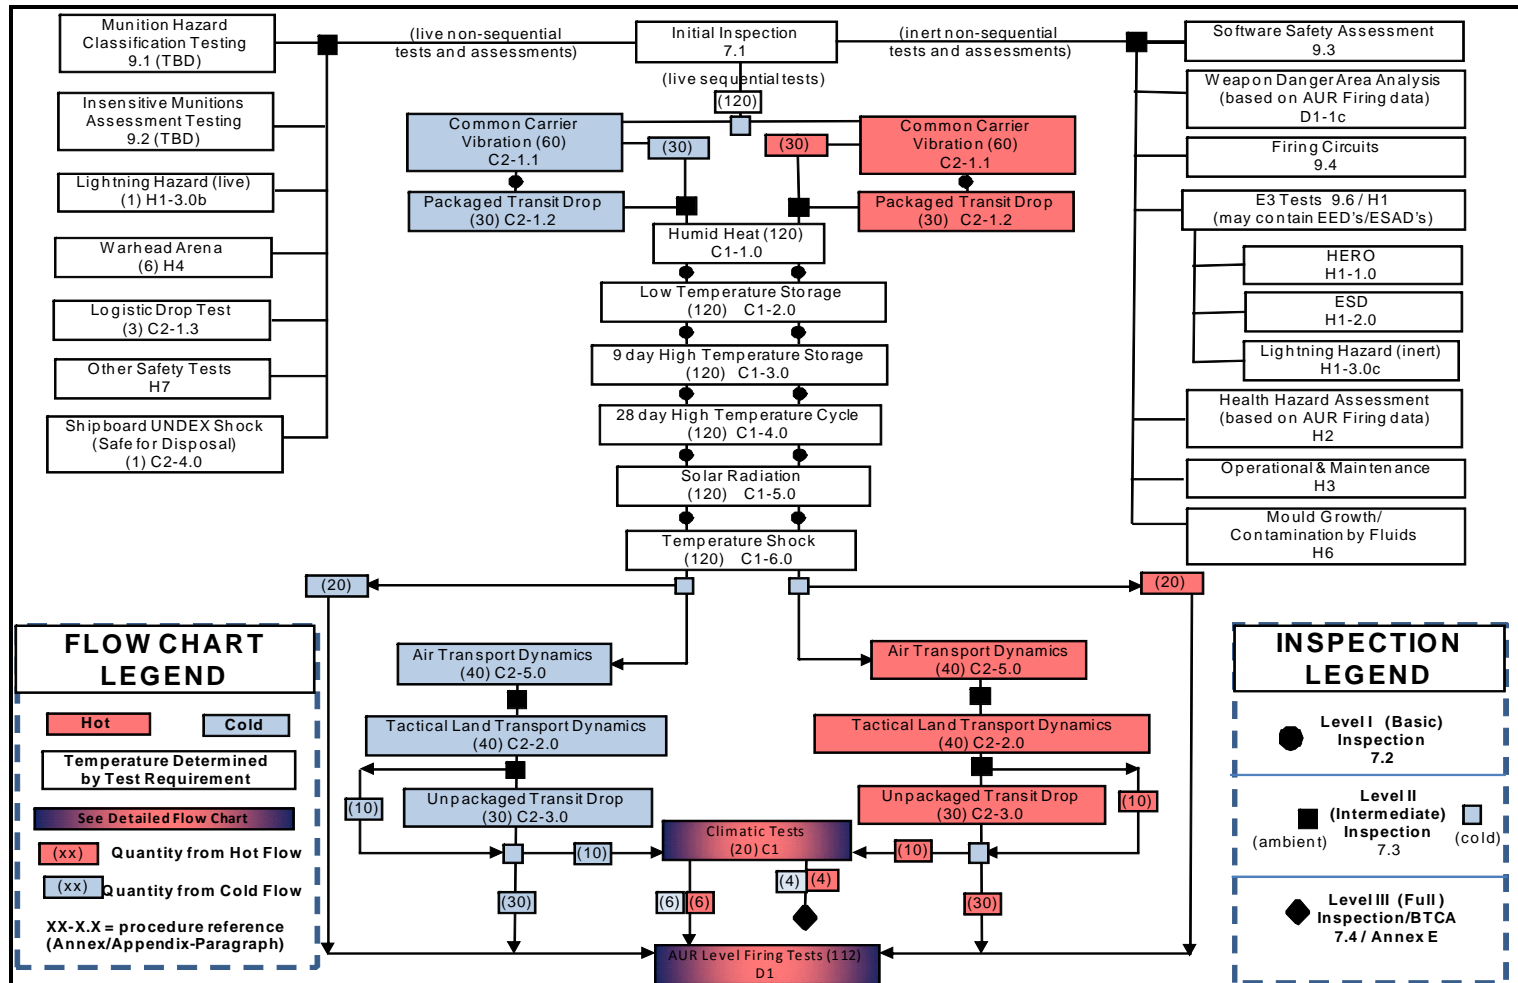 Munition Hazard
Classification Testing
9.1 (TBD)
Insensitive Munitions
Assessment Testing
9.2 (TBD)
Lightning Hazard (live)
(1) H1-3.0b
Warhead Arena
(6) H4
Logistic Drop Test
(3) C2-1.3
Other Safety Tests
H7
Shipboard UNDEX Shock
(Safe for Disposal)
(1) C2-4.0
(live non-sequential
tests and assessments)
Initial Inspection
7.1
(inert non-sequential
tests and assessments)
(live sequential tests)
(120)
Common Carrier
Vibration (60)
C2-1.1
(30)
(30)
Common Carrier
Vibration (60)
C2-1.1
Packaged Transit Drop
(30) C2-1.2
Packaged Transit Drop
(30) C2-1.2
Humid Heat (120)
C1-1.0
Low Temperature Storage
(120) C1-2.0
9 day High Temperature Storage
(120) C1-3.0
28 day High Temperature Cycle
(120) C1-4.0
Solar Radiation
(120) C1-5.0
Temperature Shock
(120) C1-6.0
Software Safety Assessment
9.3
Weapon Danger Area Analysis
(based on AUR Firing data)
D1-1c
Firing Circuits
9.4
E3 Tests 9.6 / H1
(may contain EED's/ESAD's)
HERO
H1-1.0
ESD
H1-2.0
Lightning Hazard (inert)
H1-3.0c
Health Hazard Assessment
(based on AUR Firing data)
H2
Operational & Maintenance
H3
Mould Growth/
Contamination by Fluids
H6
(20)
(20)
Air Transport Dynamics
(40) C2-5.0
Air Transport Dynamics
(40) C2-5.0
Tactical Land Transport Dynamics
(40) C2-2.0
Tactical Land Transport Dynamics
(40) C2-2.0
(10)
Unpackaged Transit Drop
(30) C2-3.0
Unpackaged Transit Drop
(30) C2-3.0
(10)
(10)
Climatic Tests
(20) C1
(10)
(30)
(6)
(6)
(4)
(4)
(30)
AUR Level Firing Tests (112)
D1
FLOW CHART
LEGEND
Hot
Cold
Temperature Determined
by Test Requirement
See Detailed Flow Chart
(xx)
Quantity from Hot Flow
(xx)
Quantity from Cold Flow
XX-X.X = procedure reference
(Annex/Appendix-Paragraph)
INSPECTION
LEGEND
Level I (Basic)
Inspection
7.2
Level II
(Intermediate)
Inspection
7.3
(ambient)
(cold)
Level III (Full)
Inspection/BTCA
7.4 / Annex E